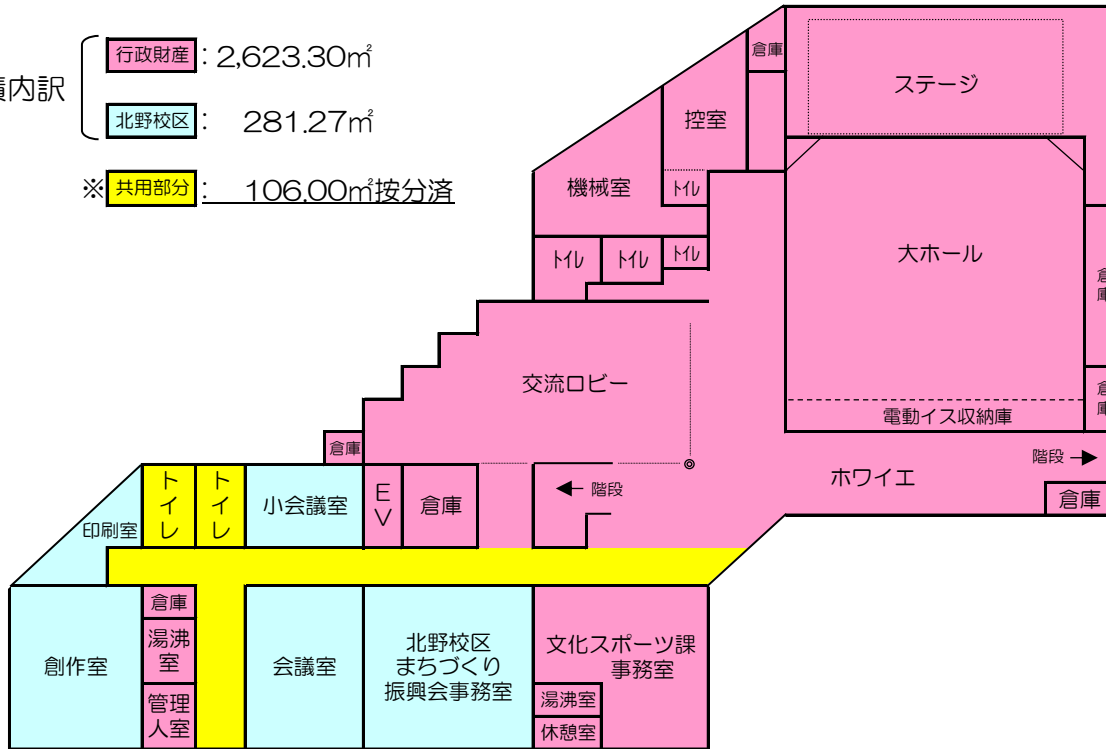 積内訳
行政財産 : 2,623.30㎡
北野校区 : 281.27㎡
※ 共用部分 : 106.00㎡按分済
倉庫
ステージ
控室
機械室
トイレ
トイレ
トイレ
トイレ
大ホール
倉庫
交流ロビー
倉庫
電動イス収納庫
倉庫
階段
ホワイエ
トイレ
トイレ
小会議室
EV
倉庫
階段
倉庫
印刷室
倉庫
創作室
湯沸室
会議室
北野校区
まちづくり
振興会事務室
文化スポーツ課
事務室
管理人室
湯沸室
休憩室